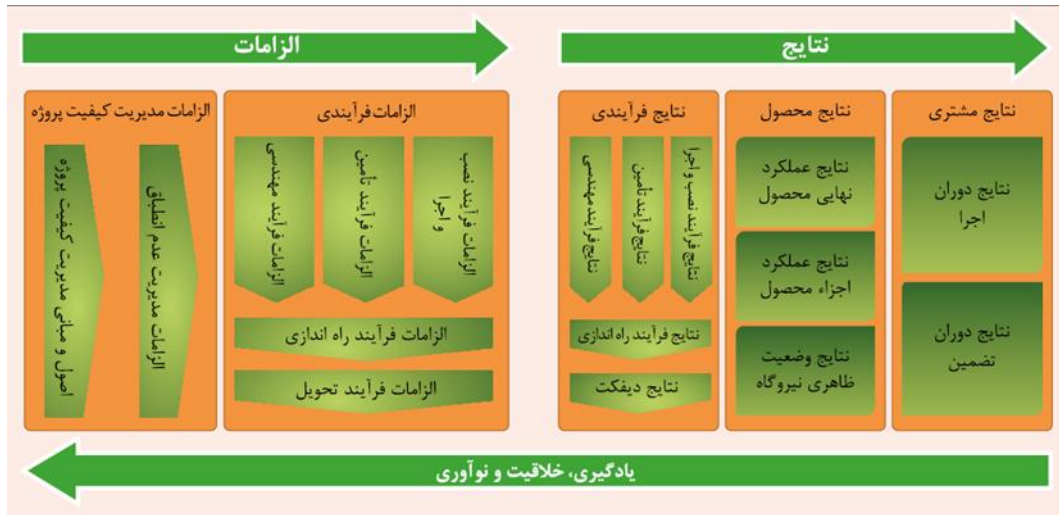 الزامات
نتایج
الزامات مدیریت کیفیت پروژه
اصول و مبانی مدیریت کیفیت پروژه
الزامات مدیریت عدم انطباق
الزامات فرآیندی
الزامات فرآیند مهندسی
الزامات فرآیند تأمین
الزامات فرآیند نصب
و اجرا
الزامات فرآیند راه اندازی
الزامات فرآیند تحویل
نتایج فرآیندی
نتایج فرآیند مهندسی
نتایج فرآیند تأمین
نتایج فرآیند نصب و اجرا
نتایج فرآیند راه اندازی
نتایج دیفکت
نتایج محصول
نتایج عملکرد
نهایی محصول
نتایج عملکرد
اجزاء محصول
نتایج وضعیت
ظاهری نیروگاه
نتایج مشتری
نتایج دوران
اجرا
نتایج دوران
تضمین
یادگیری، خلاقیت و نوآوری